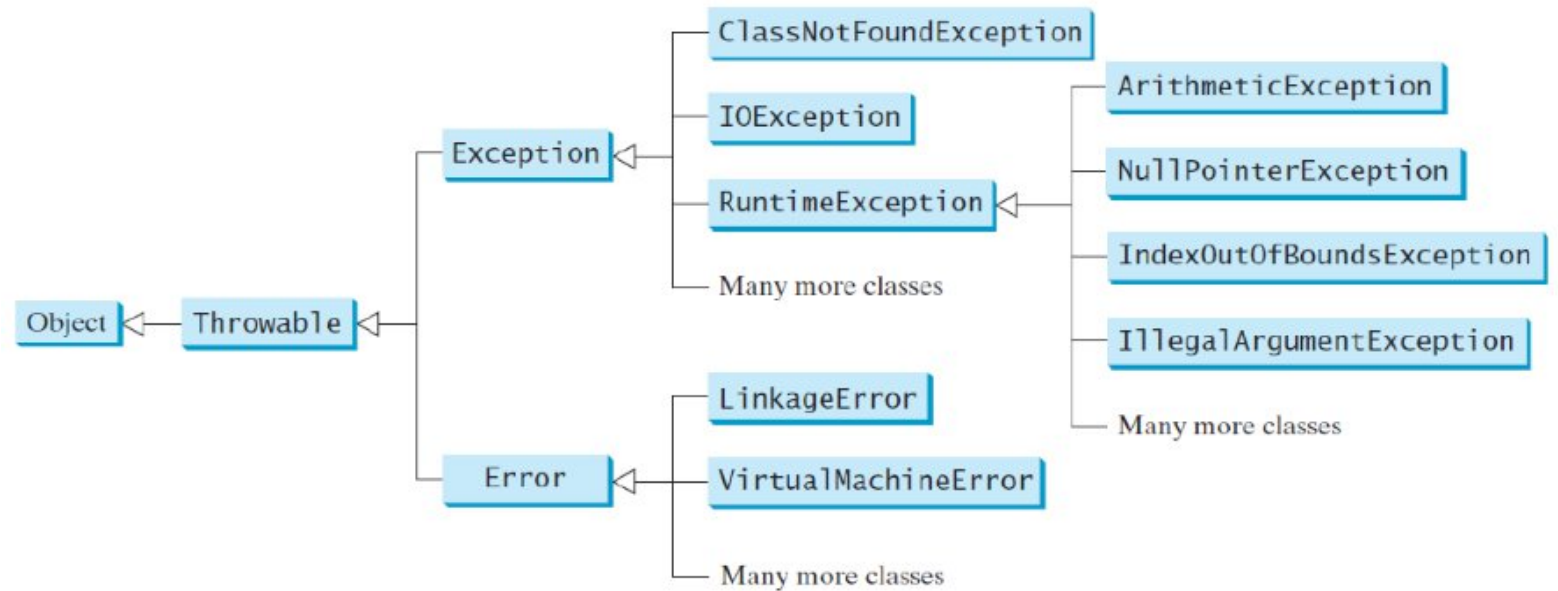 Object
Throwable
Exception
ClassNotFoundException
IOException
RuntimeException
ArithmeticException
NullPointerException
IndexOutOfBoundsException
IllegalArgumentException
Many more classes
Many more classes
Error
LinkageError
VirtualMachineError
Many more classes